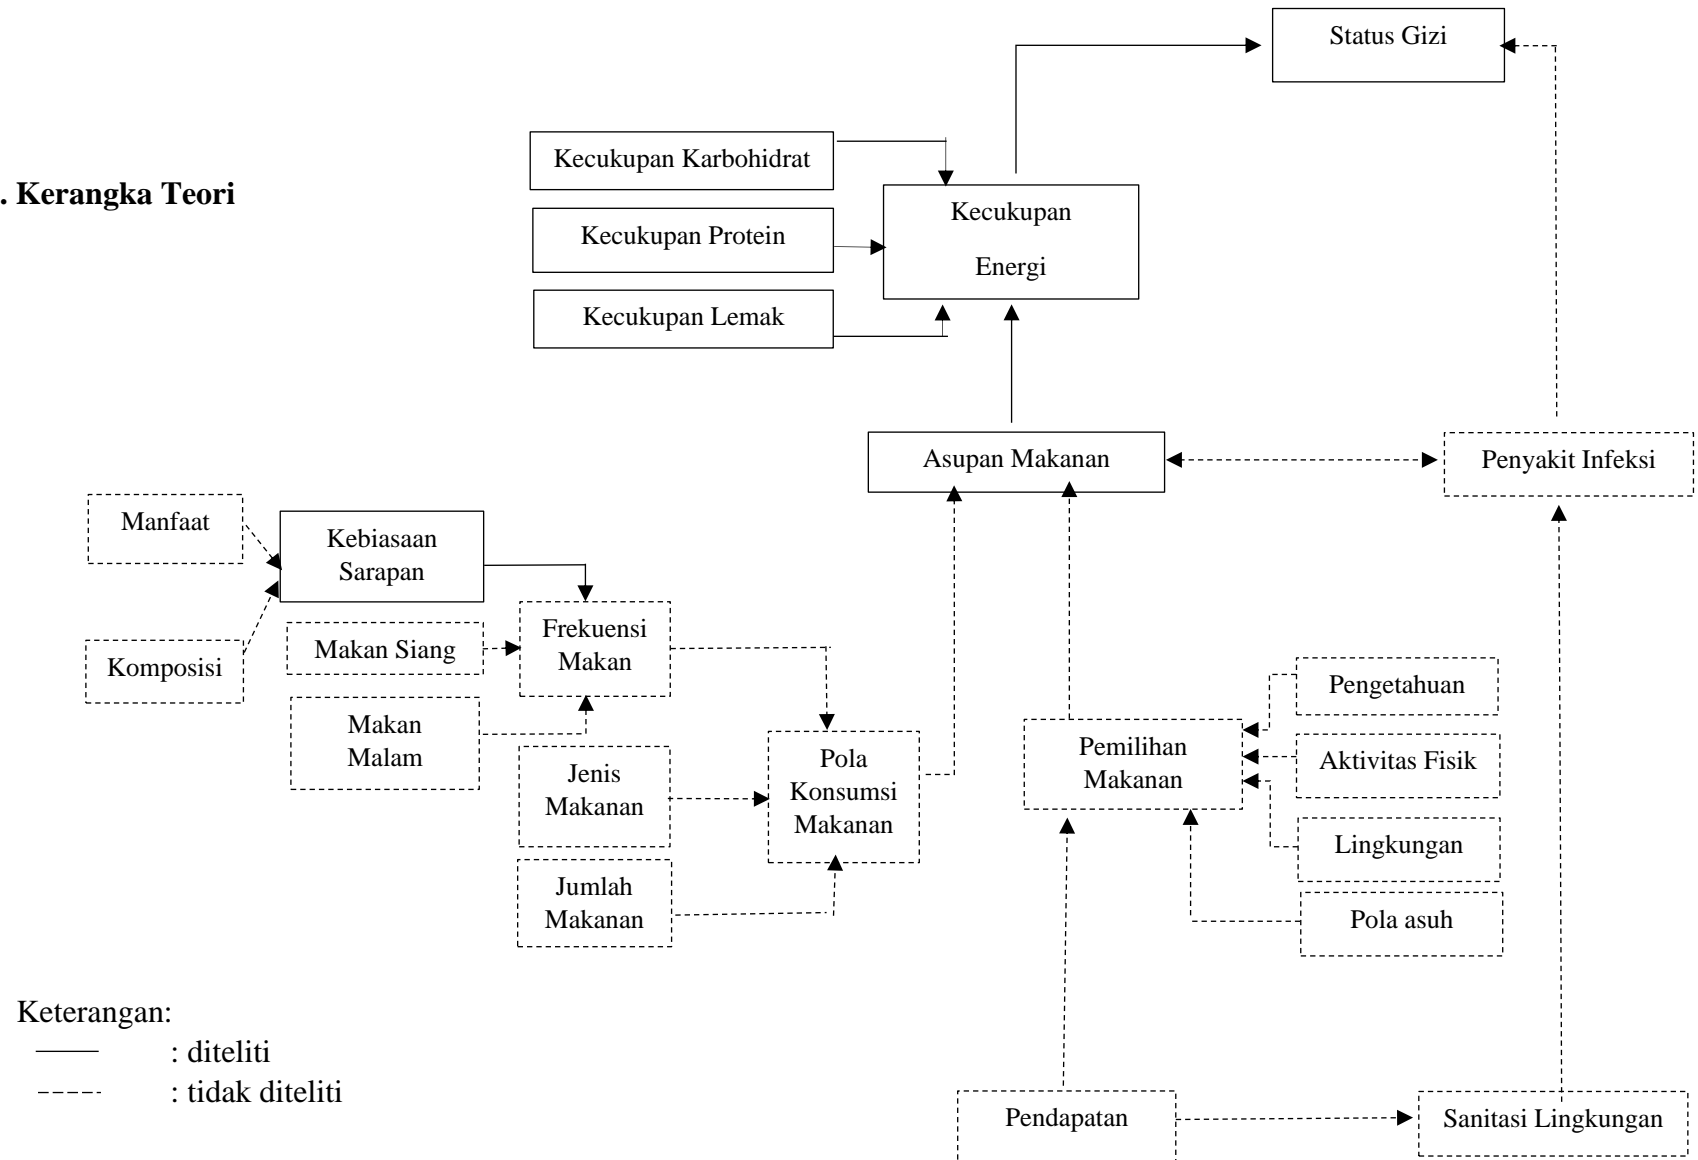 Status Gizi
Kecukupan Karbohidrat
. Kerangka Teori
Kecukupan
Energi
Kecukupan Protein
Kecukupan Lemak
Asupan Makanan
Penyakit Infeksi
Manfaat
Kebiasaan
Sarapan
Komposisi
Makan Siang
Frekuensi
Makan
Makan
Malam
Jenis
Makanan
Pola
Konsumsi
Makanan
Jumlah
Makanan
Pemilihan
Makanan
Pengetahuan
Aktivitas Fisik
Lingkungan
Pola asuh
Keterangan:
: diteliti
: tidak diteliti
Pendapatan
Sanitasi Lingkungan